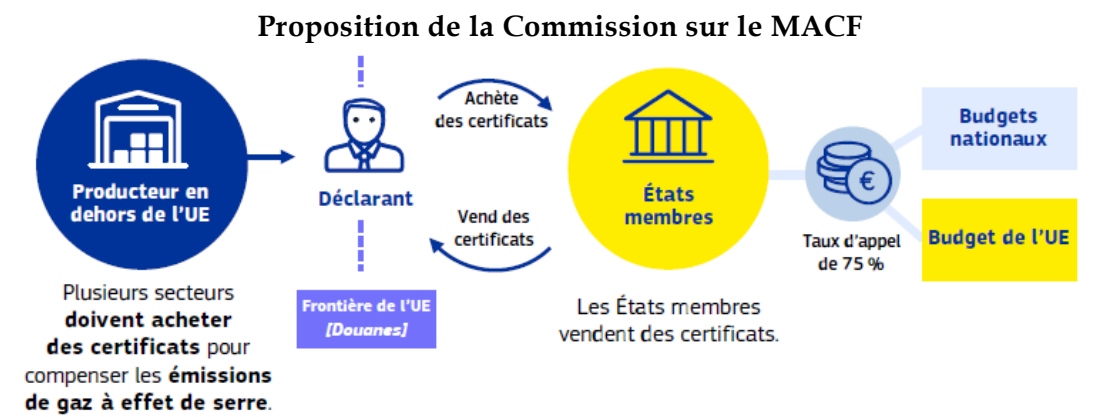 Proposition de la Commission sur le MACF
Producteur en
dehors de l'UE
Plusieurs secteurs
doivent acheter
des certificats pour
compenser les émissions
de gaz à effet de serre.
Déclarant
Frontière de l'UE
[Douanes]
Achète
des certificats
Vend des
certificats
États
membres
Les États membres
vendent des certificats.
€
Taux d'appel
de 75 %
Budgets
nationaux
Budget de l'UE